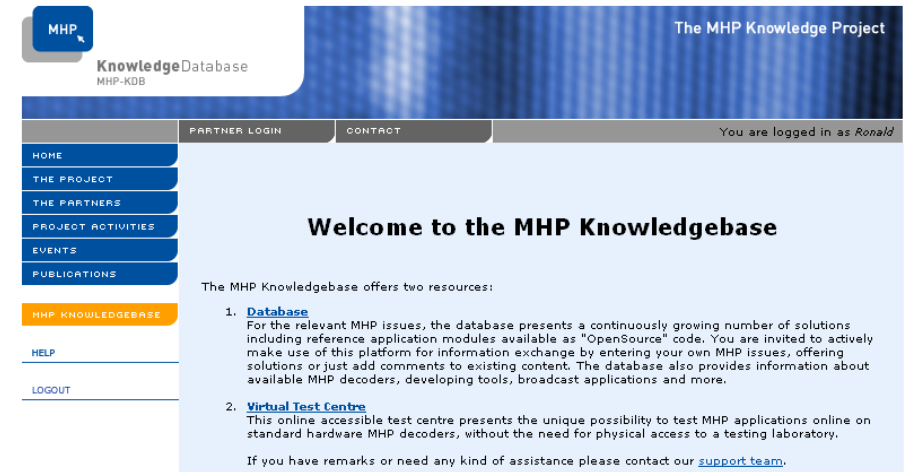 MHP
KnowledgeDatabase
MHP-KDB
The MHP Knowledge Project
PARTNER LOGIN
CONTACT
You are logged in as Ronald
HOME
THE PROJECT
THE PARTNERS
PROJECT ACTIVITIES
EVENTS
PUBLICATIONS
MHP KNOWLEDGEBASE
HELP
LOGOUT
Welcome to the MHP Knowledgebase
The MHP Knowledgebase offers two resources:
1. Database
For the relevant MHP issues, the database presents a continuously growing number of solutions
including reference application modules available as "OpenSource" code. You are invited to actively
make use of this platform for information exchange by entering your own MHP issues, offering
solutions or just add comments to existing content. The database also provides information about
available MHP decoders, developing tools, broadcast applications and more.
2. Virtual Test Centre
This online accessible test centre presents the unique possibility to test MHP applications online on
standard hardware MHP decoders, without the need for physical access to a testing laboratory.
If you have remarks or need any kind of assistance please contact our support team.